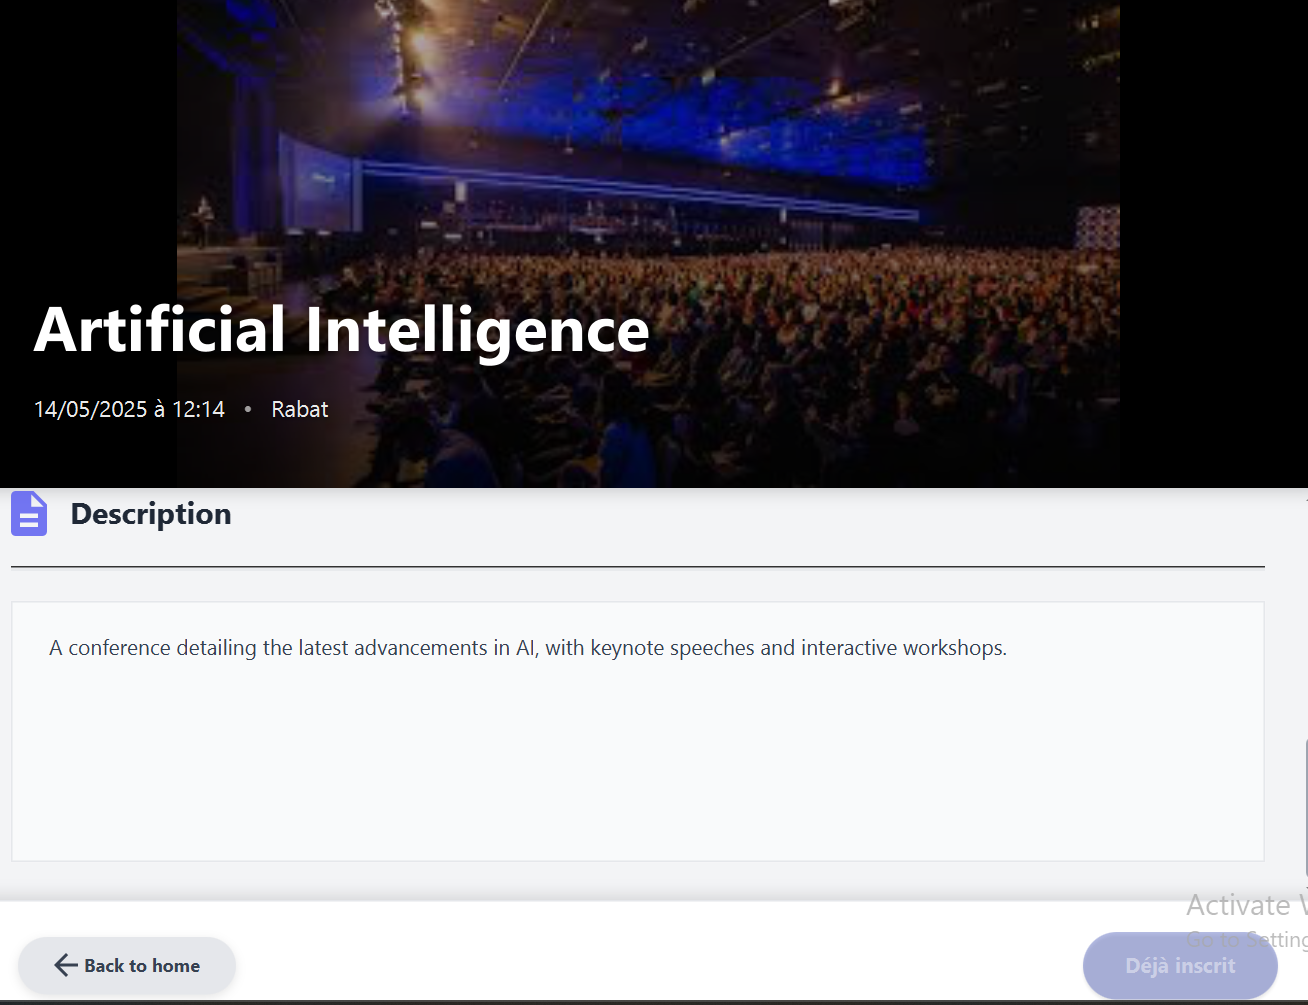 Artificial Intelligence
14/05/2025 à 12:14 • Rabat
Description
A conference detailing the latest advancements in AI, with keynote speeches and interactive workshops.
Activate
Go to Setting
Back to home
Déjà inscrit